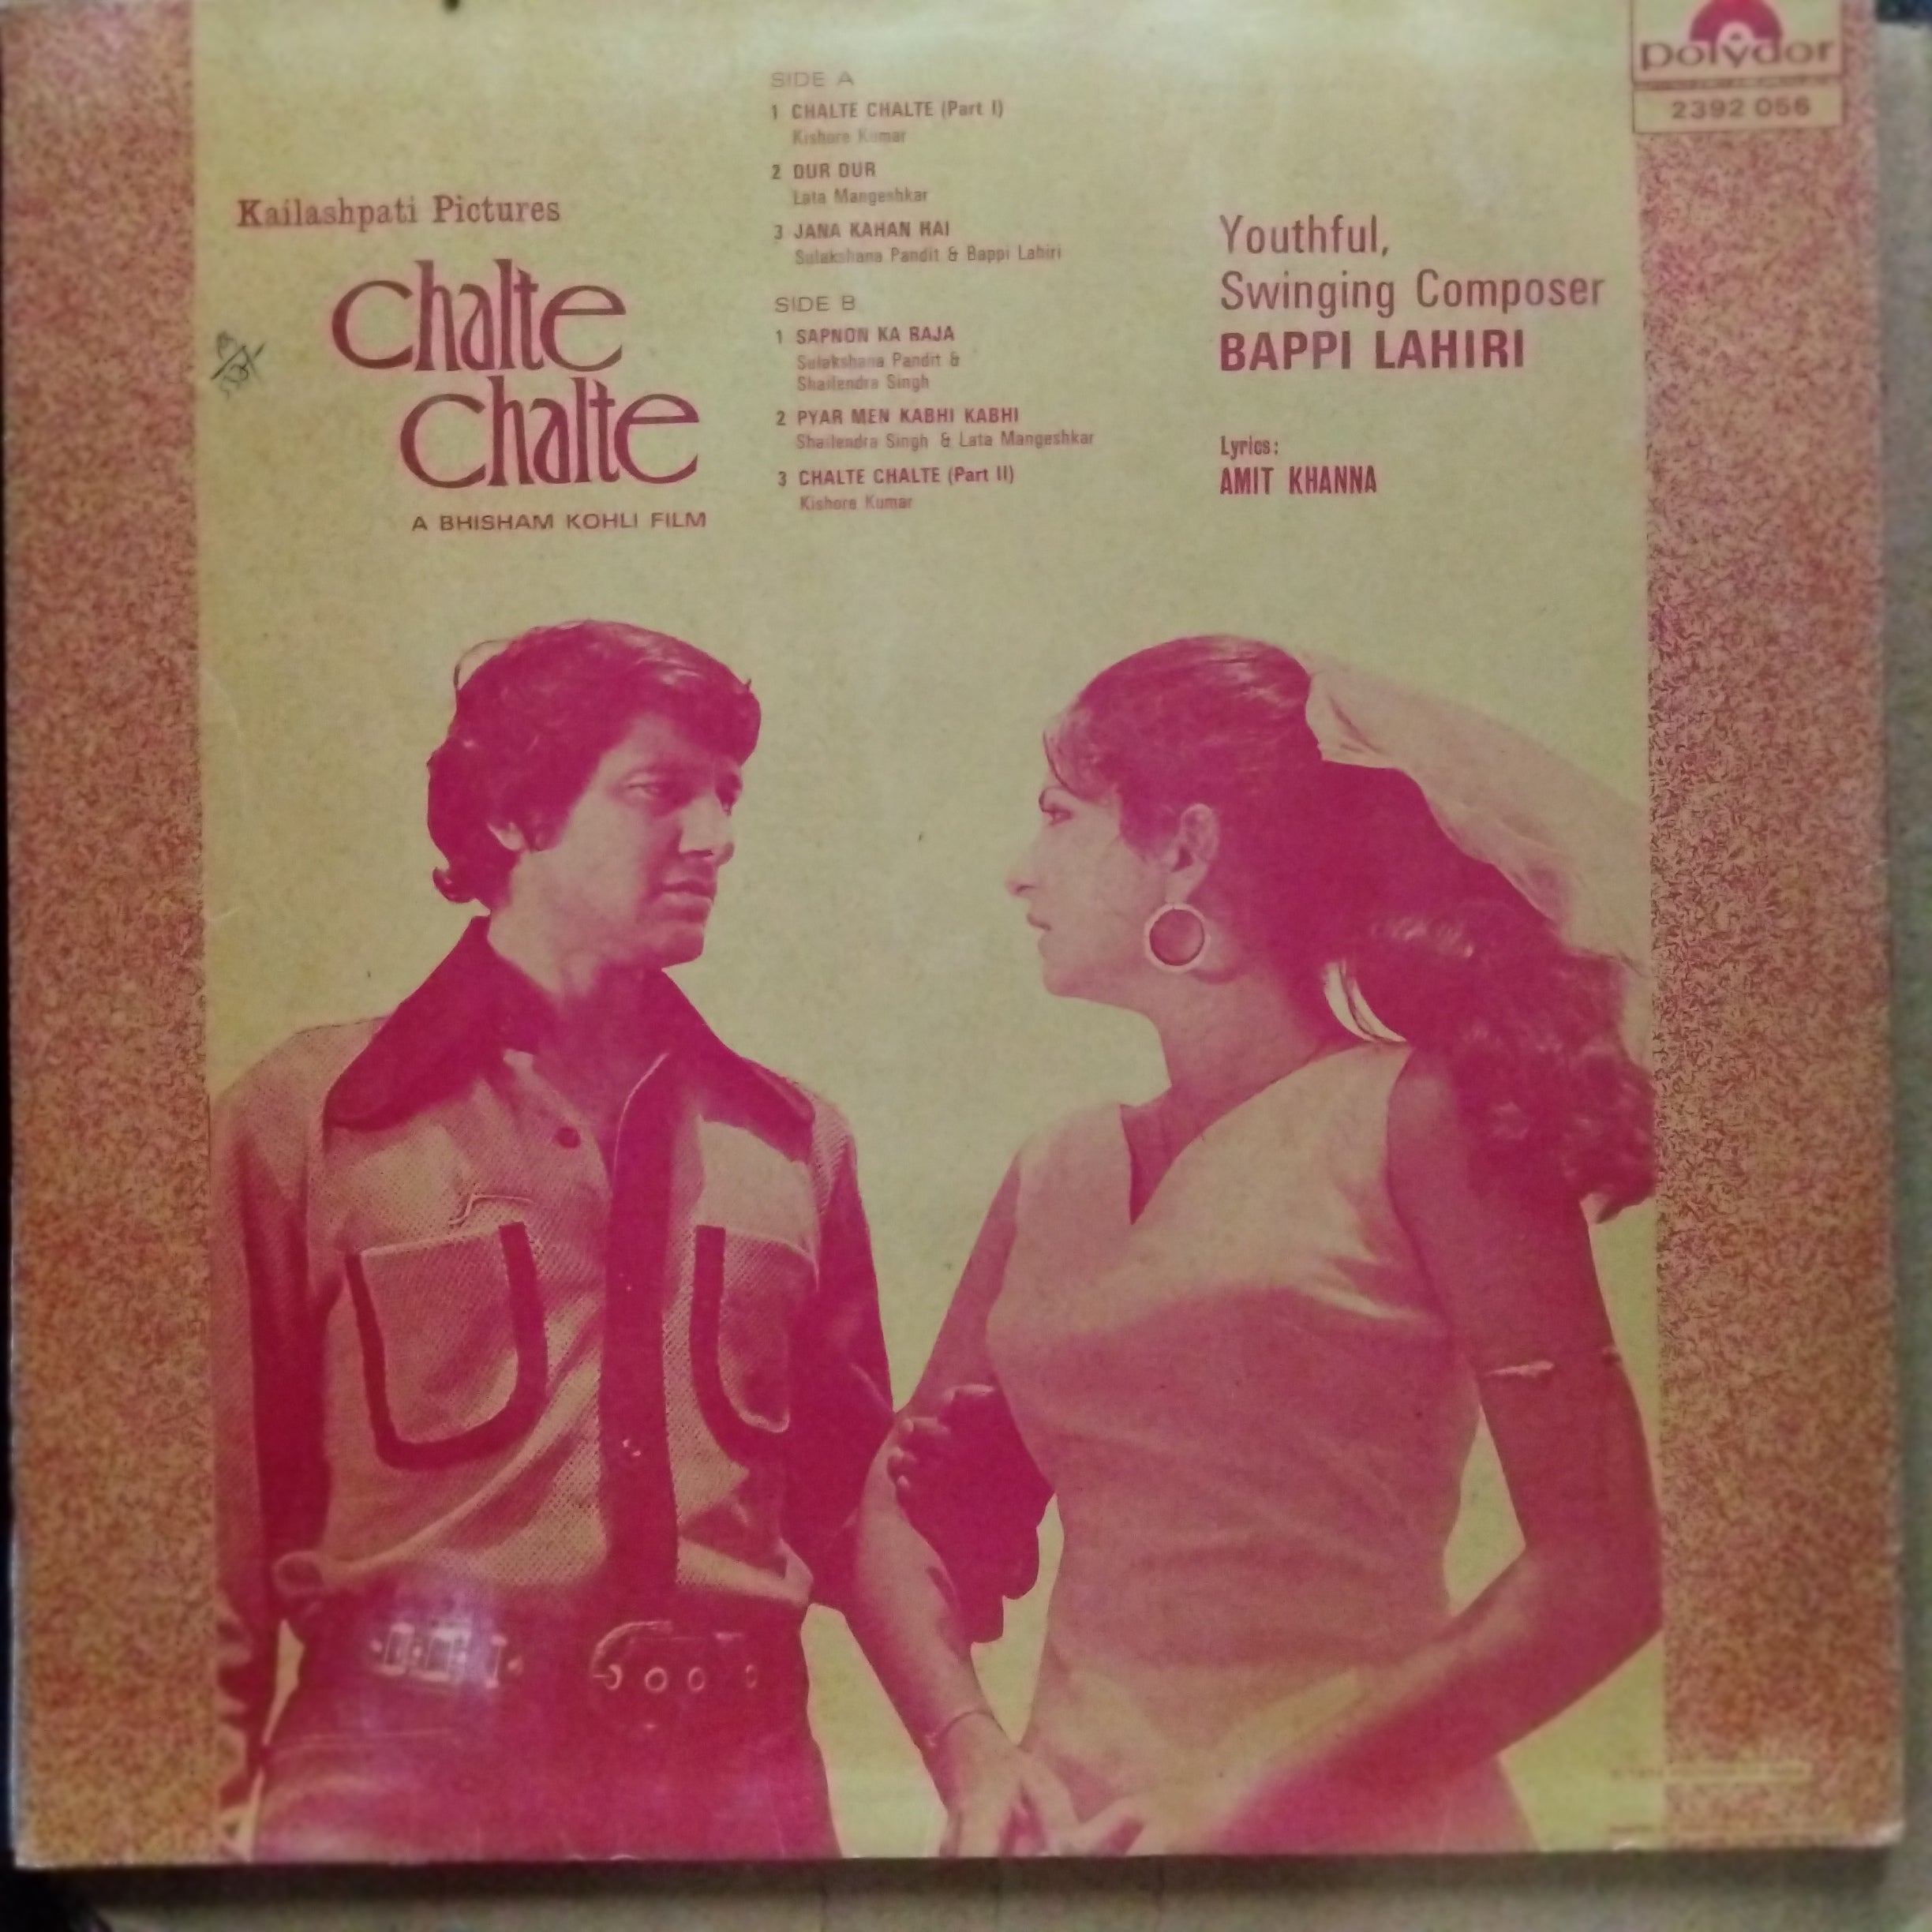 polydor
2392 056
Kailashpati Pictures
Chalte
Chalte
A BHISHAM KOHLI FILM
SIDE A
1 CHALTE CHALTE (Part I)
Kishore Kumar
2 DUR DUR
Lata Mangeshkar
3 JANA KAHAN HAI
Sulakshana Pandit & Bappi Lahiri
SIDE B
1 SAPNON KA RAJA
Sulakshana Pandit &
Shailendra Singh
2 PYAR MEN KABHI KABHI
Shailendra Singh & Lata Mangeshkar
3 CHALTE CHALTE (Part II)
Kishore Kumar
Youthful,
Swinging Composer
BAPPI LAHIRI
Lyrics:
AMIT KHANNA